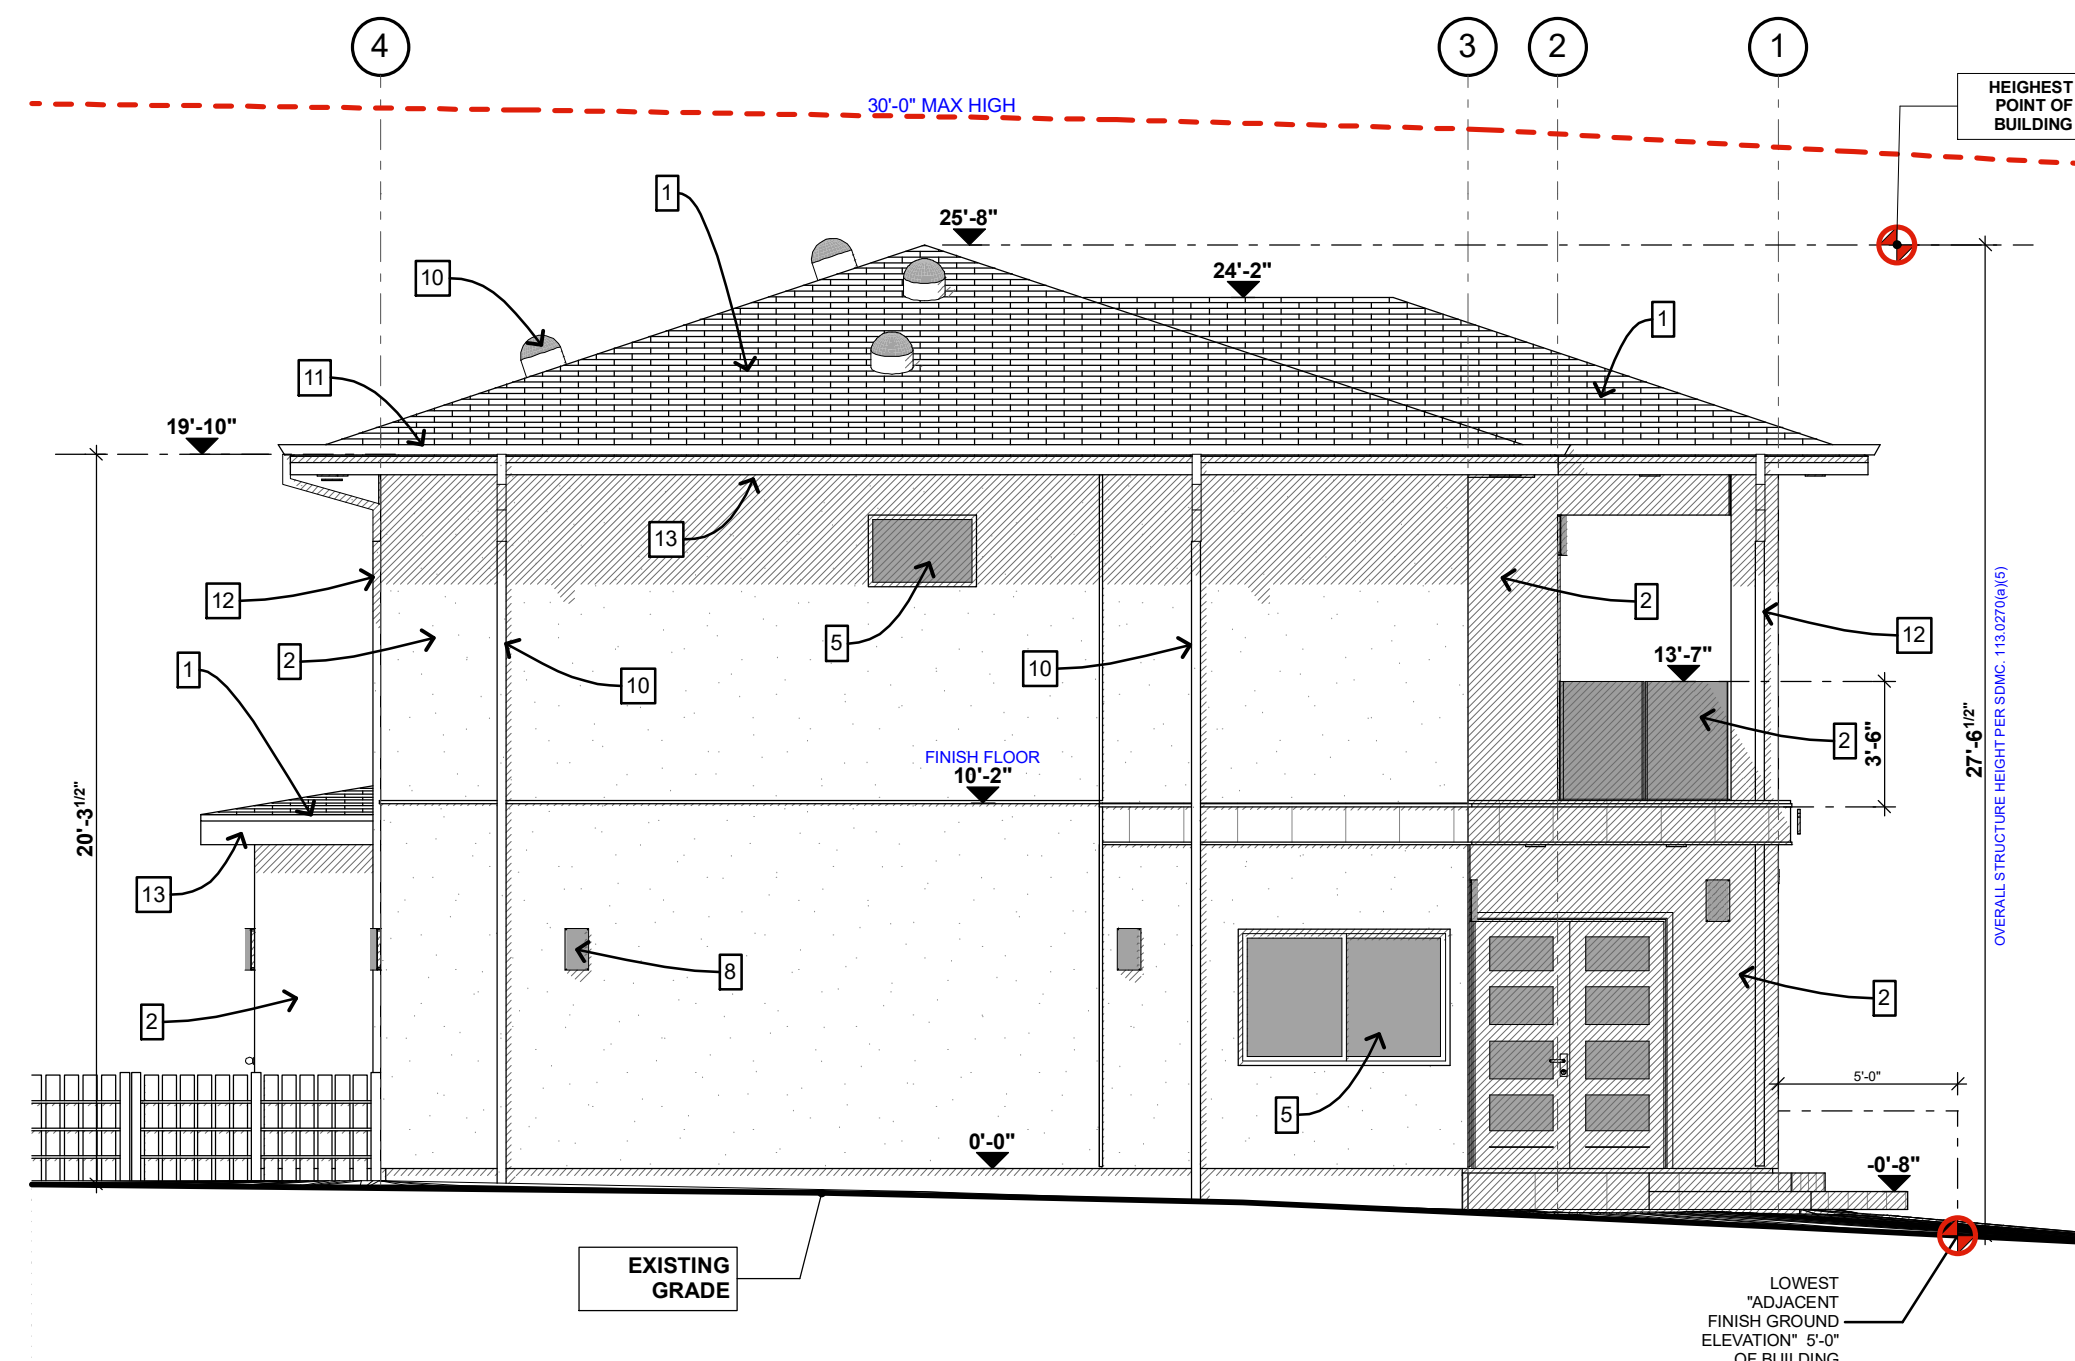 4
3
2
1
HEIGHEST
POINT OF
BUILDING
30'-0" MAX HIGH
1
25'-8"
10
24'-2"
1
11
19'-10"
13
12
2
5
10
10
2
12
1
13'-7"
2
3'-6"
FINISH FLOOR
10'-2"
20'-3 1/2"
27'-6 1/2"
OVERALL STRUCTURE HEIGHT PER SDMC. 113.0270(a)(5)
13
8
2
2
5
5'-0"
0'-0"
-0'-8"
EXISTING
GRADE
LOWEST
"ADJACENT
FINISH GROUND
ELEVATION" 5'-0"
OF BUILDING